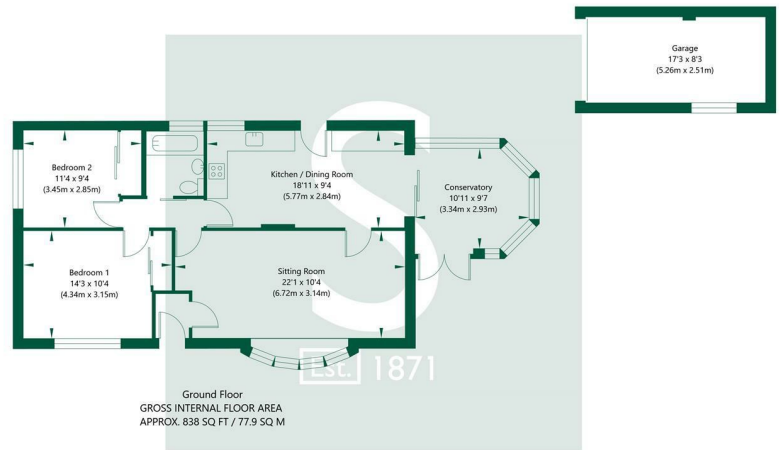 Garage
17'3 x 8'3
(5.26m x 2.51m)
Bedroom 2
11'4 x 9'4
(3.45m x 2.85m)
Kitchen / Dining Room
18'11 x 9'4
(5.77m x 2.84m)
Conservatory
10'11 x 9'7
(3.34m x 2.93m)
Bedroom 1
14'3 x 10'4
(4.34m x 3.15m)
Sitting Room
22'1 x 10'4
(6.72m x 3.14m)
S
Est. 1871
Ground Floor
GROSS INTERNAL FLOOR AREA
APPROX. 838 SQ FT / 77.9 SQ M